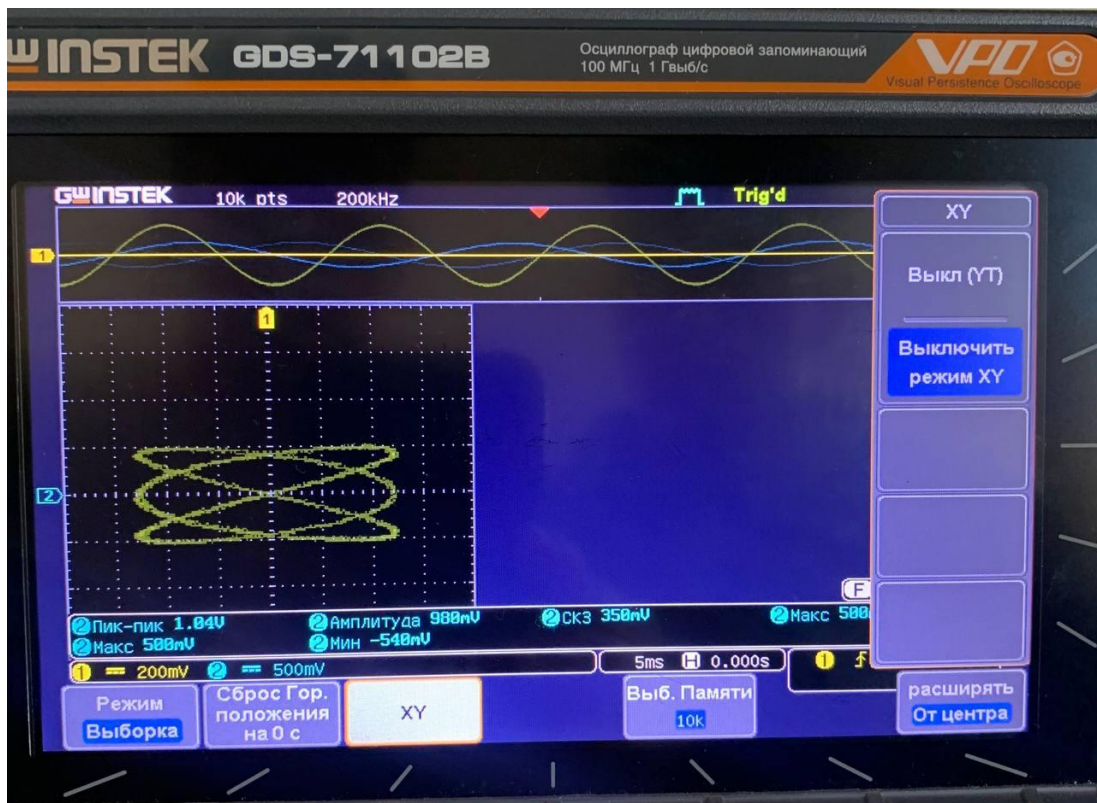 GW INSTEK GDS-71102B
Осциллограф цифровой запоминающий
100 МГц 1 Гвыб/с
VPO
Visual Persistence Oscilloscope
GW INSTEK 10k pts 200kHz Trig'd
XY
1
Выкл (YT)
Выключить
режим XY
1
2
F
2 Пик-пик 1.04V 2 Амплитуда 980mV 2 СКЗ 350mV 2 Макс 500
2 Макс 500mV 2 Мин -540mV
1 200mV 2 500mV 5ms H 0.000s 1
Режим
Выборка
Сброс Гор.
положения
на 0 с
XY
Выб. Памяти
10k
расширять
От центра